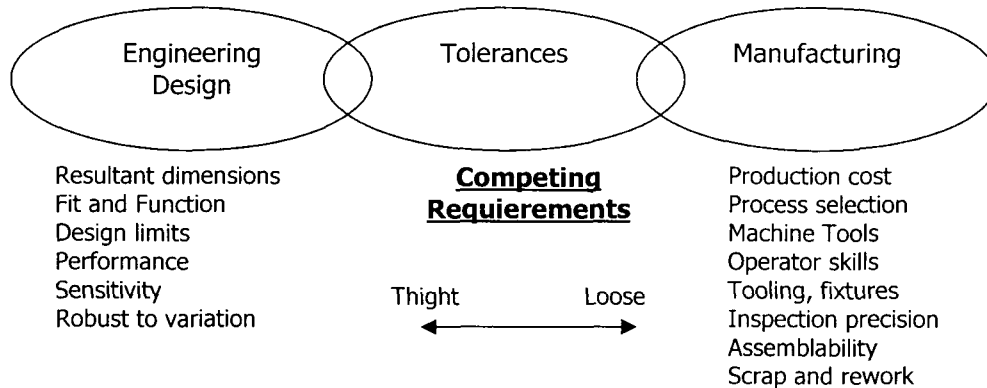 Engineering
Design
Tolerances
Manufacturing
Resultant dimensions
Fit and Function
Design limits
Performance
Sensitivity
Robust to variation
Competing
Requierements
Thight
Loose
Production cost
Process selection
Machine Tools
Operator skills
Tooling, fixtures
Inspection precision
Assemblability
Scrap and rework